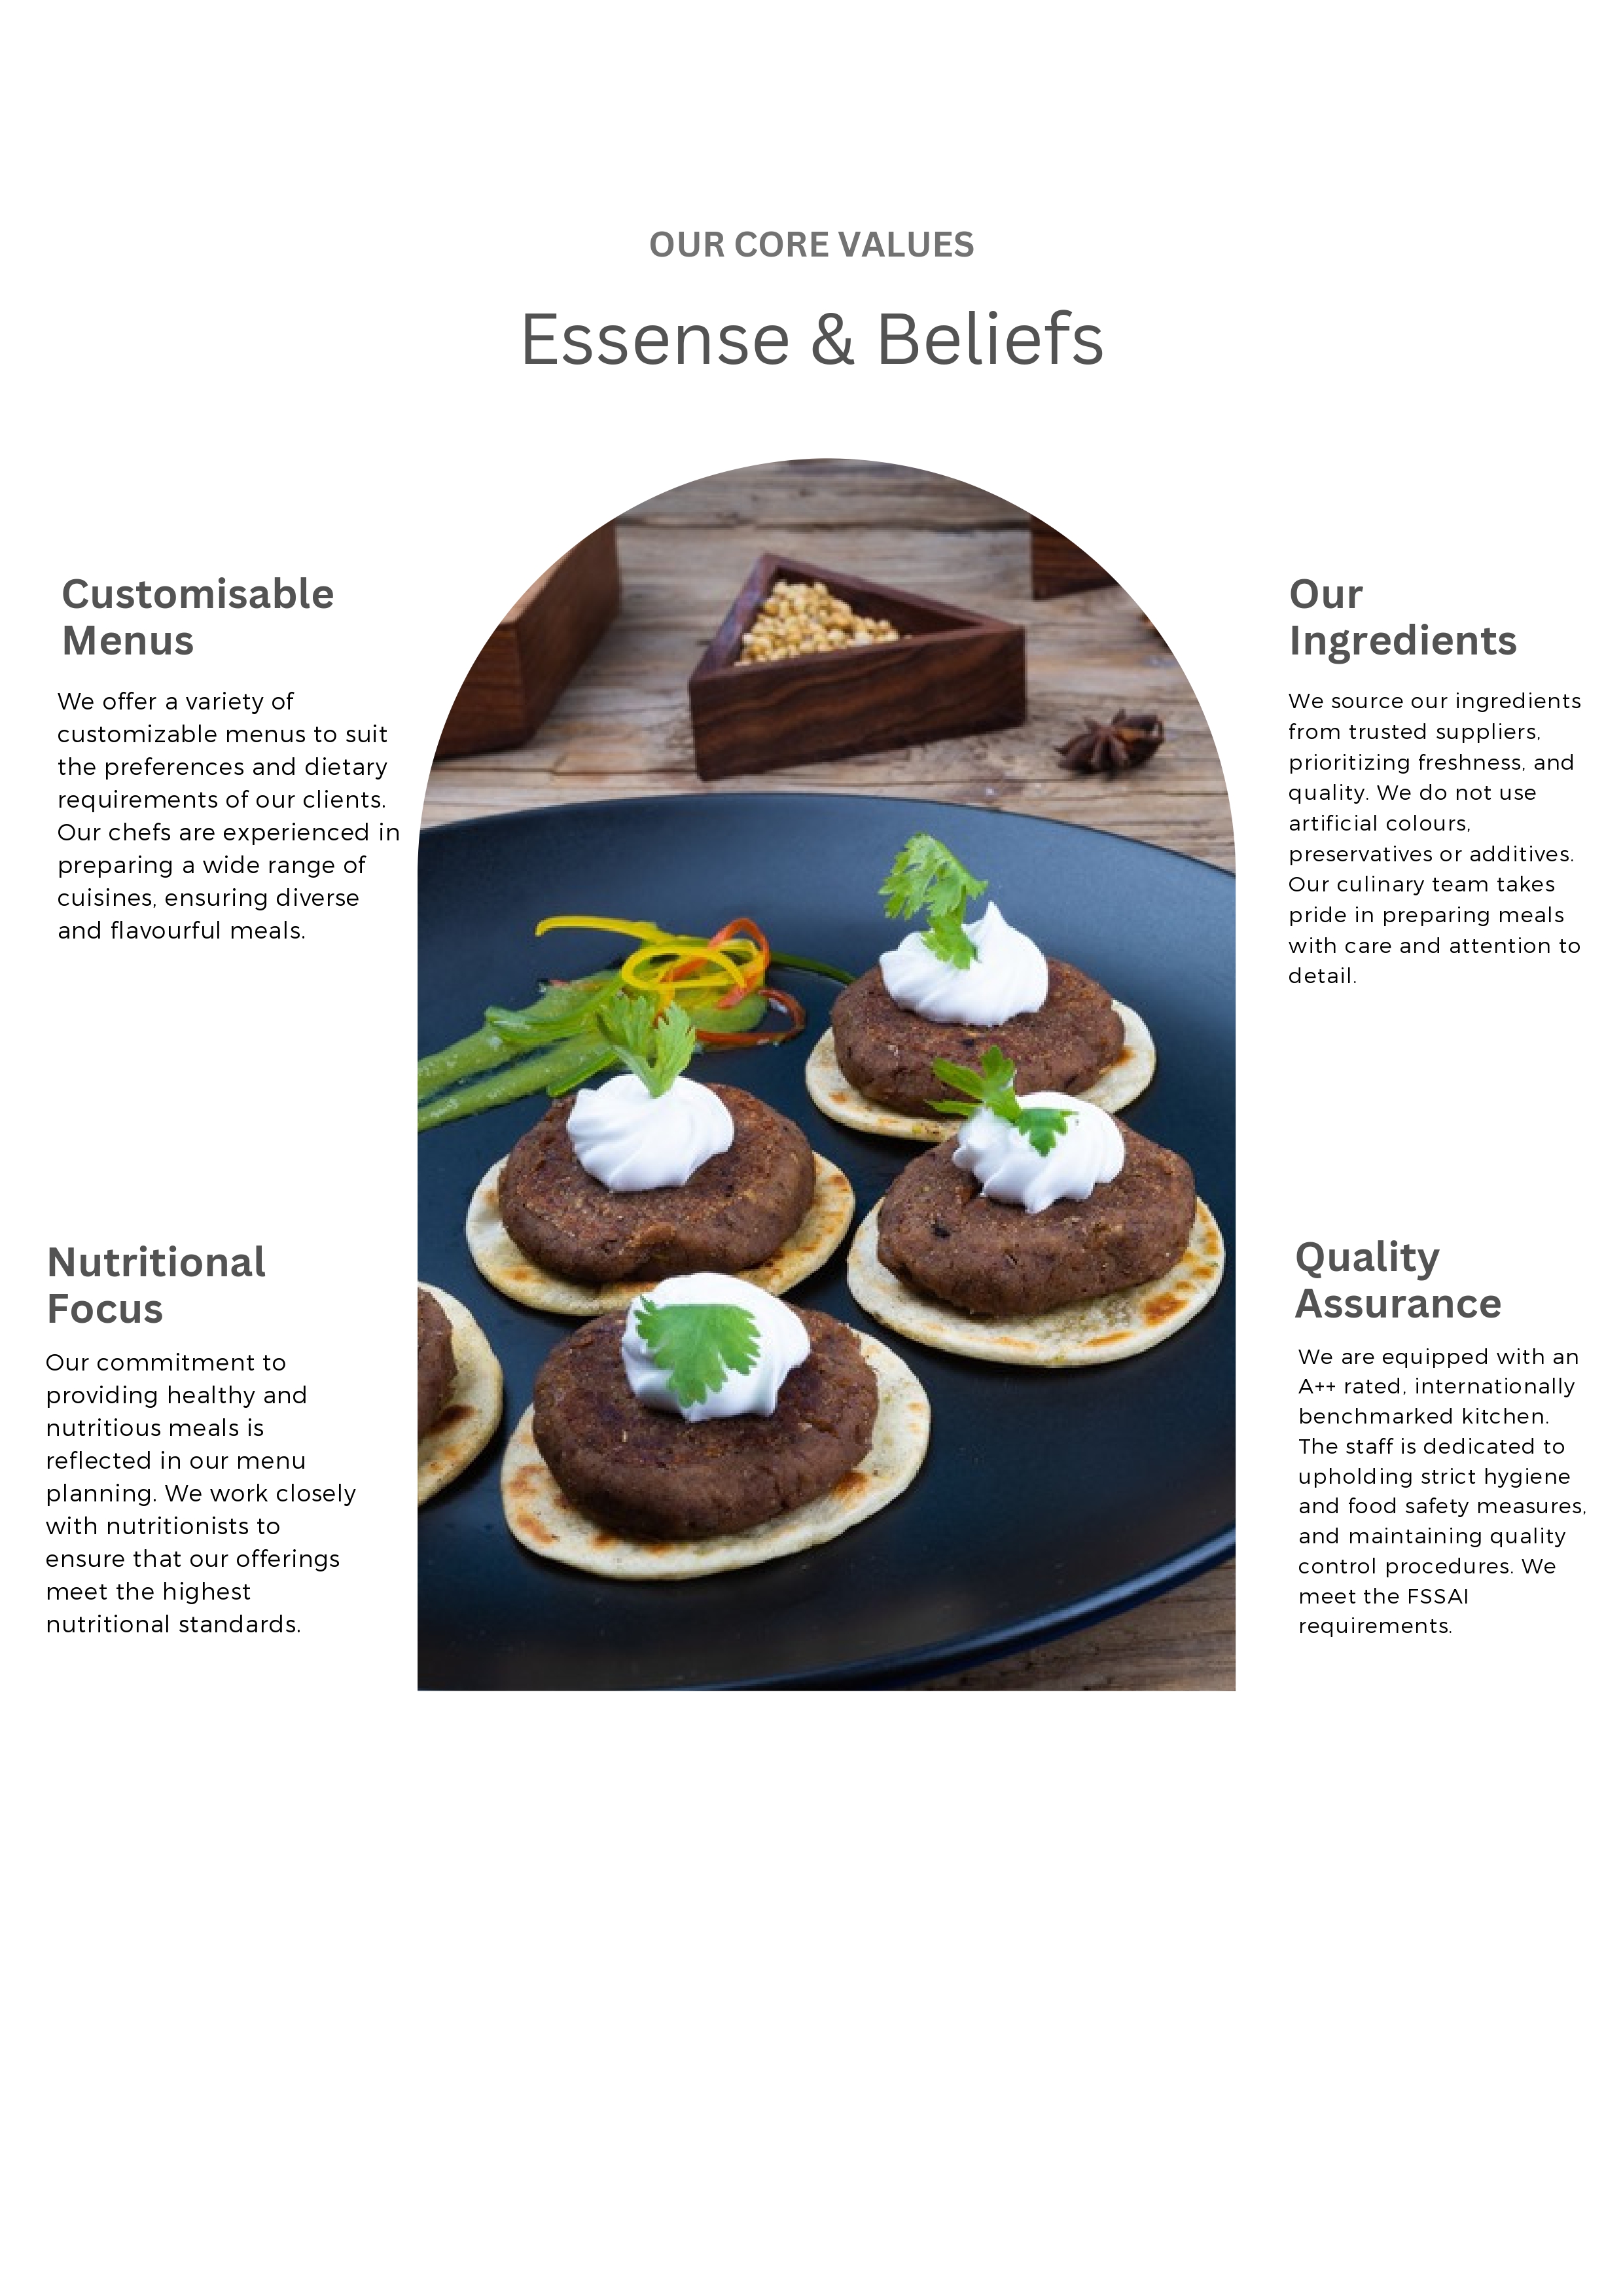 OUR CORE VALUES
Essense & Beliefs
Customisable
Menus
We offer a variety of
customizable menus to suit
the preferences and dietary
requirements of our clients.
Our chefs are experienced in
preparing a wide range of
cuisines, ensuring diverse
and flavourful meals.
Our
Ingredients
We source our ingredients
from trusted suppliers,
prioritizing freshness, and
quality. We do not use
artificial colours,
preservatives or additives.
Our culinary team takes
pride in preparing meals
with care and attention to
detail.
Nutritional
Focus
Our commitment to
providing healthy and
nutritious meals is
reflected in our menu
planning. We work closely
with nutritionists to
ensure that our offerings
meet the highest
nutritional standards.
Quality
Assurance
We are equipped with an
A++ rated, internationally
benchmarked kitchen.
The staff is dedicated to
upholding strict hygiene
and food safety measures,
and maintaining quality
control procedures. We
meet the FSSAI
requirements.